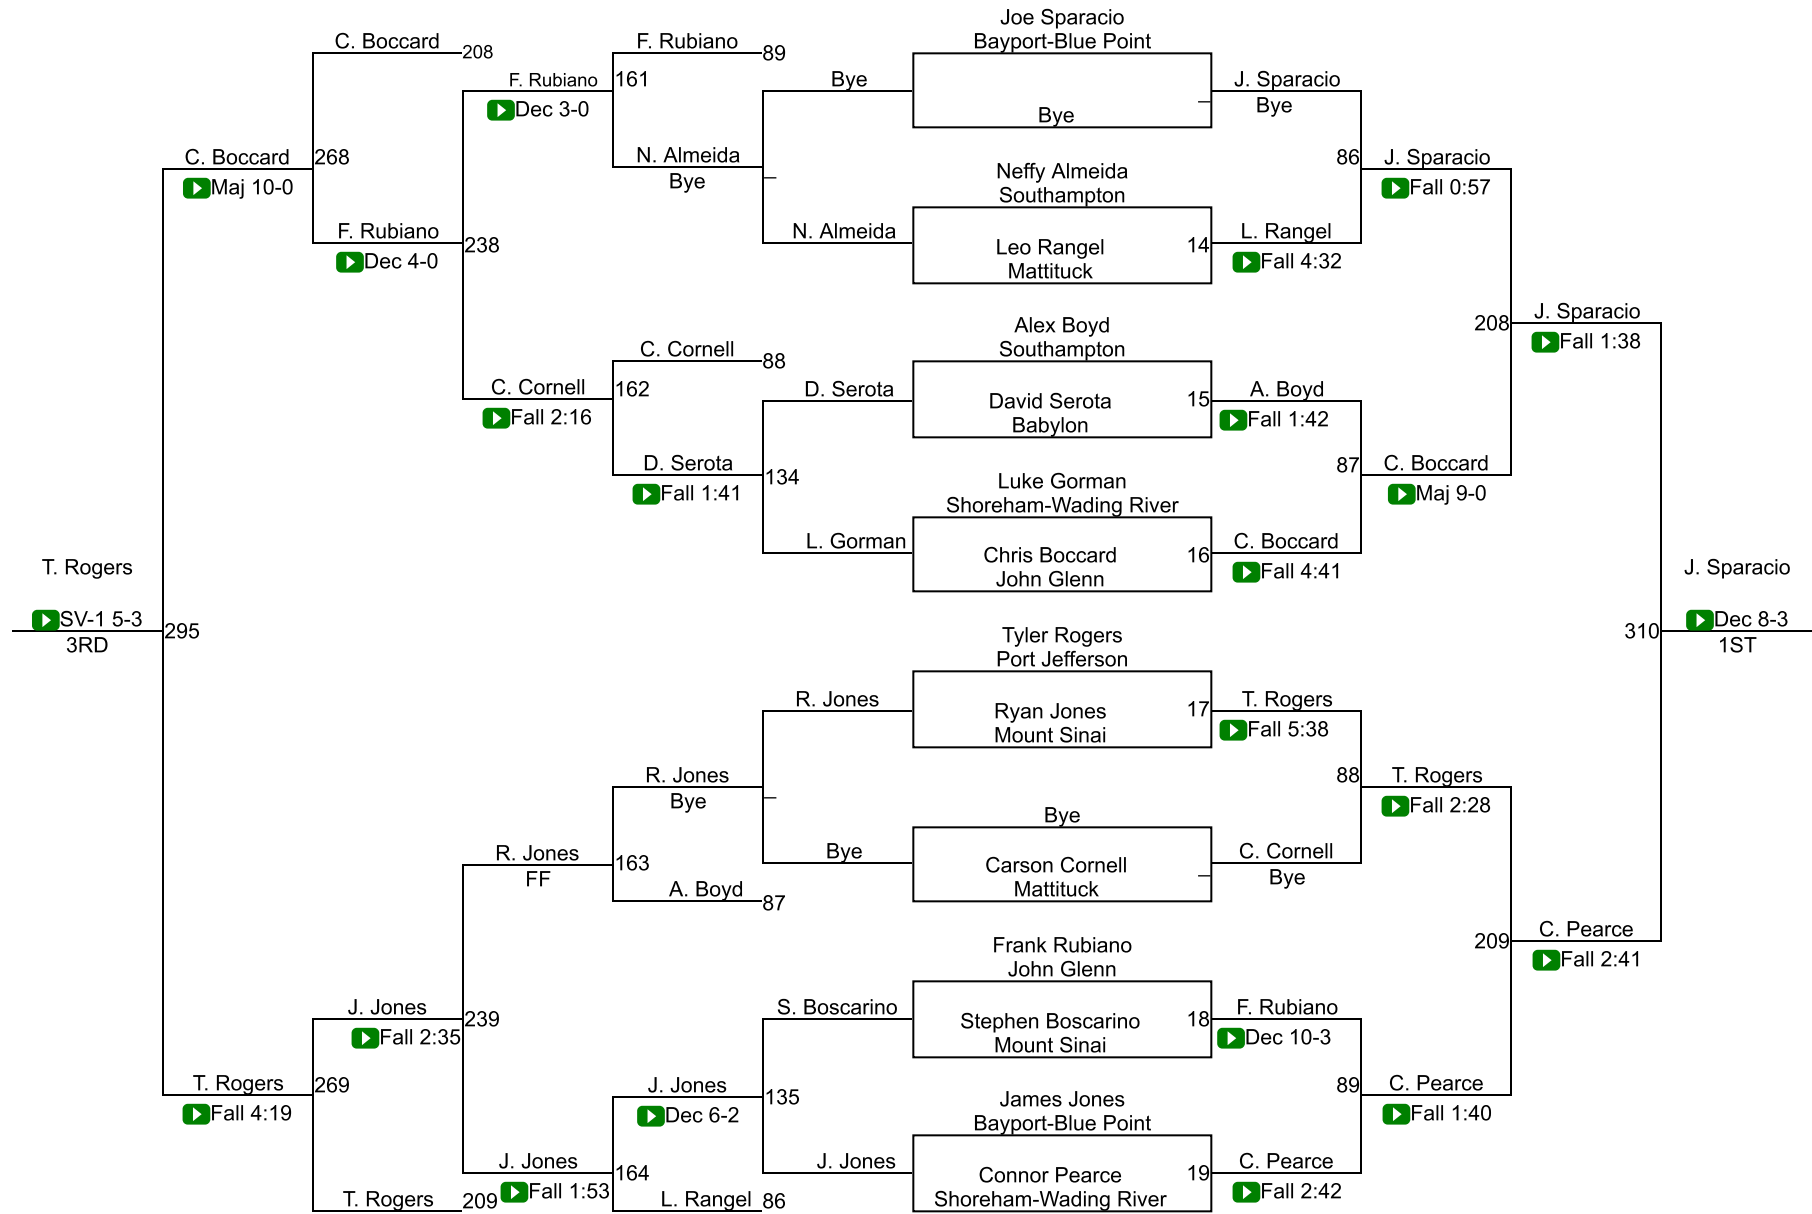 Joe Sparacio
C. Boccard
208
F. Rubiano
89
Bayport-Blue Point
F. Rubiano
161
Bye
J. Sparacio
Dec 3-0
Bye
Bye
C. Boccard
268
N. Almeida
86
J. Sparacio
Maj 10-0
Bye
Neffy Almeida
Fall 0:57
Southampton
F. Rubiano
238
N. Almeida
Leo Rangel
14
L. Rangel
Dec 4-0
Mattituck
Fall 4:32
Alex Boyd
208
J. Sparacio
C. Cornell
88
Southampton
Fall 1:38
C. Cornell
162
D. Serota
David Serota
15
A. Boyd
Fall 2:16
Babylon
Fall 1:42
D. Serota
134
Luke Gorman
87
C. Boccard
Fall 1:41
Shoreham-Wading River
Maj 9-0
L. Gorman
Chris Boccard
16
C. Boccard
T. Rogers
John Glenn
Fall 4:41
J. Sparacio
SV-1 5-3
295
310
Dec 8-3
3RD
1ST
Tyler Rogers
Port Jefferson
R. Jones
Ryan Jones
17
T. Rogers
Mount Sinai
Fall 5:38
R. Jones
88
T. Rogers
Bye
Bye
Fall 2:28
R. Jones
163
Bye
Carson Cornell
C. Cornell
FF
A. Boyd
87
Mattituck
Bye
Frank Rubiano
209
C. Pearce
John Glenn
Fall 2:41
J. Jones
239
S. Boscarino
Stephen Boscarino
18
F. Rubiano
Fall 2:35
Mount Sinai
Dec 10-3
T. Rogers
269
J. Jones
135
James Jones
89
C. Pearce
Fall 4:19
Dec 6-2
Bayport-Blue Point
Fall 1:40
J. Jones
164
J. Jones
Connor Pearce
19
C. Pearce
T. Rogers
209
Fall 1:53
L. Rangel
86
Shoreham-Wading River
Fall 2:42